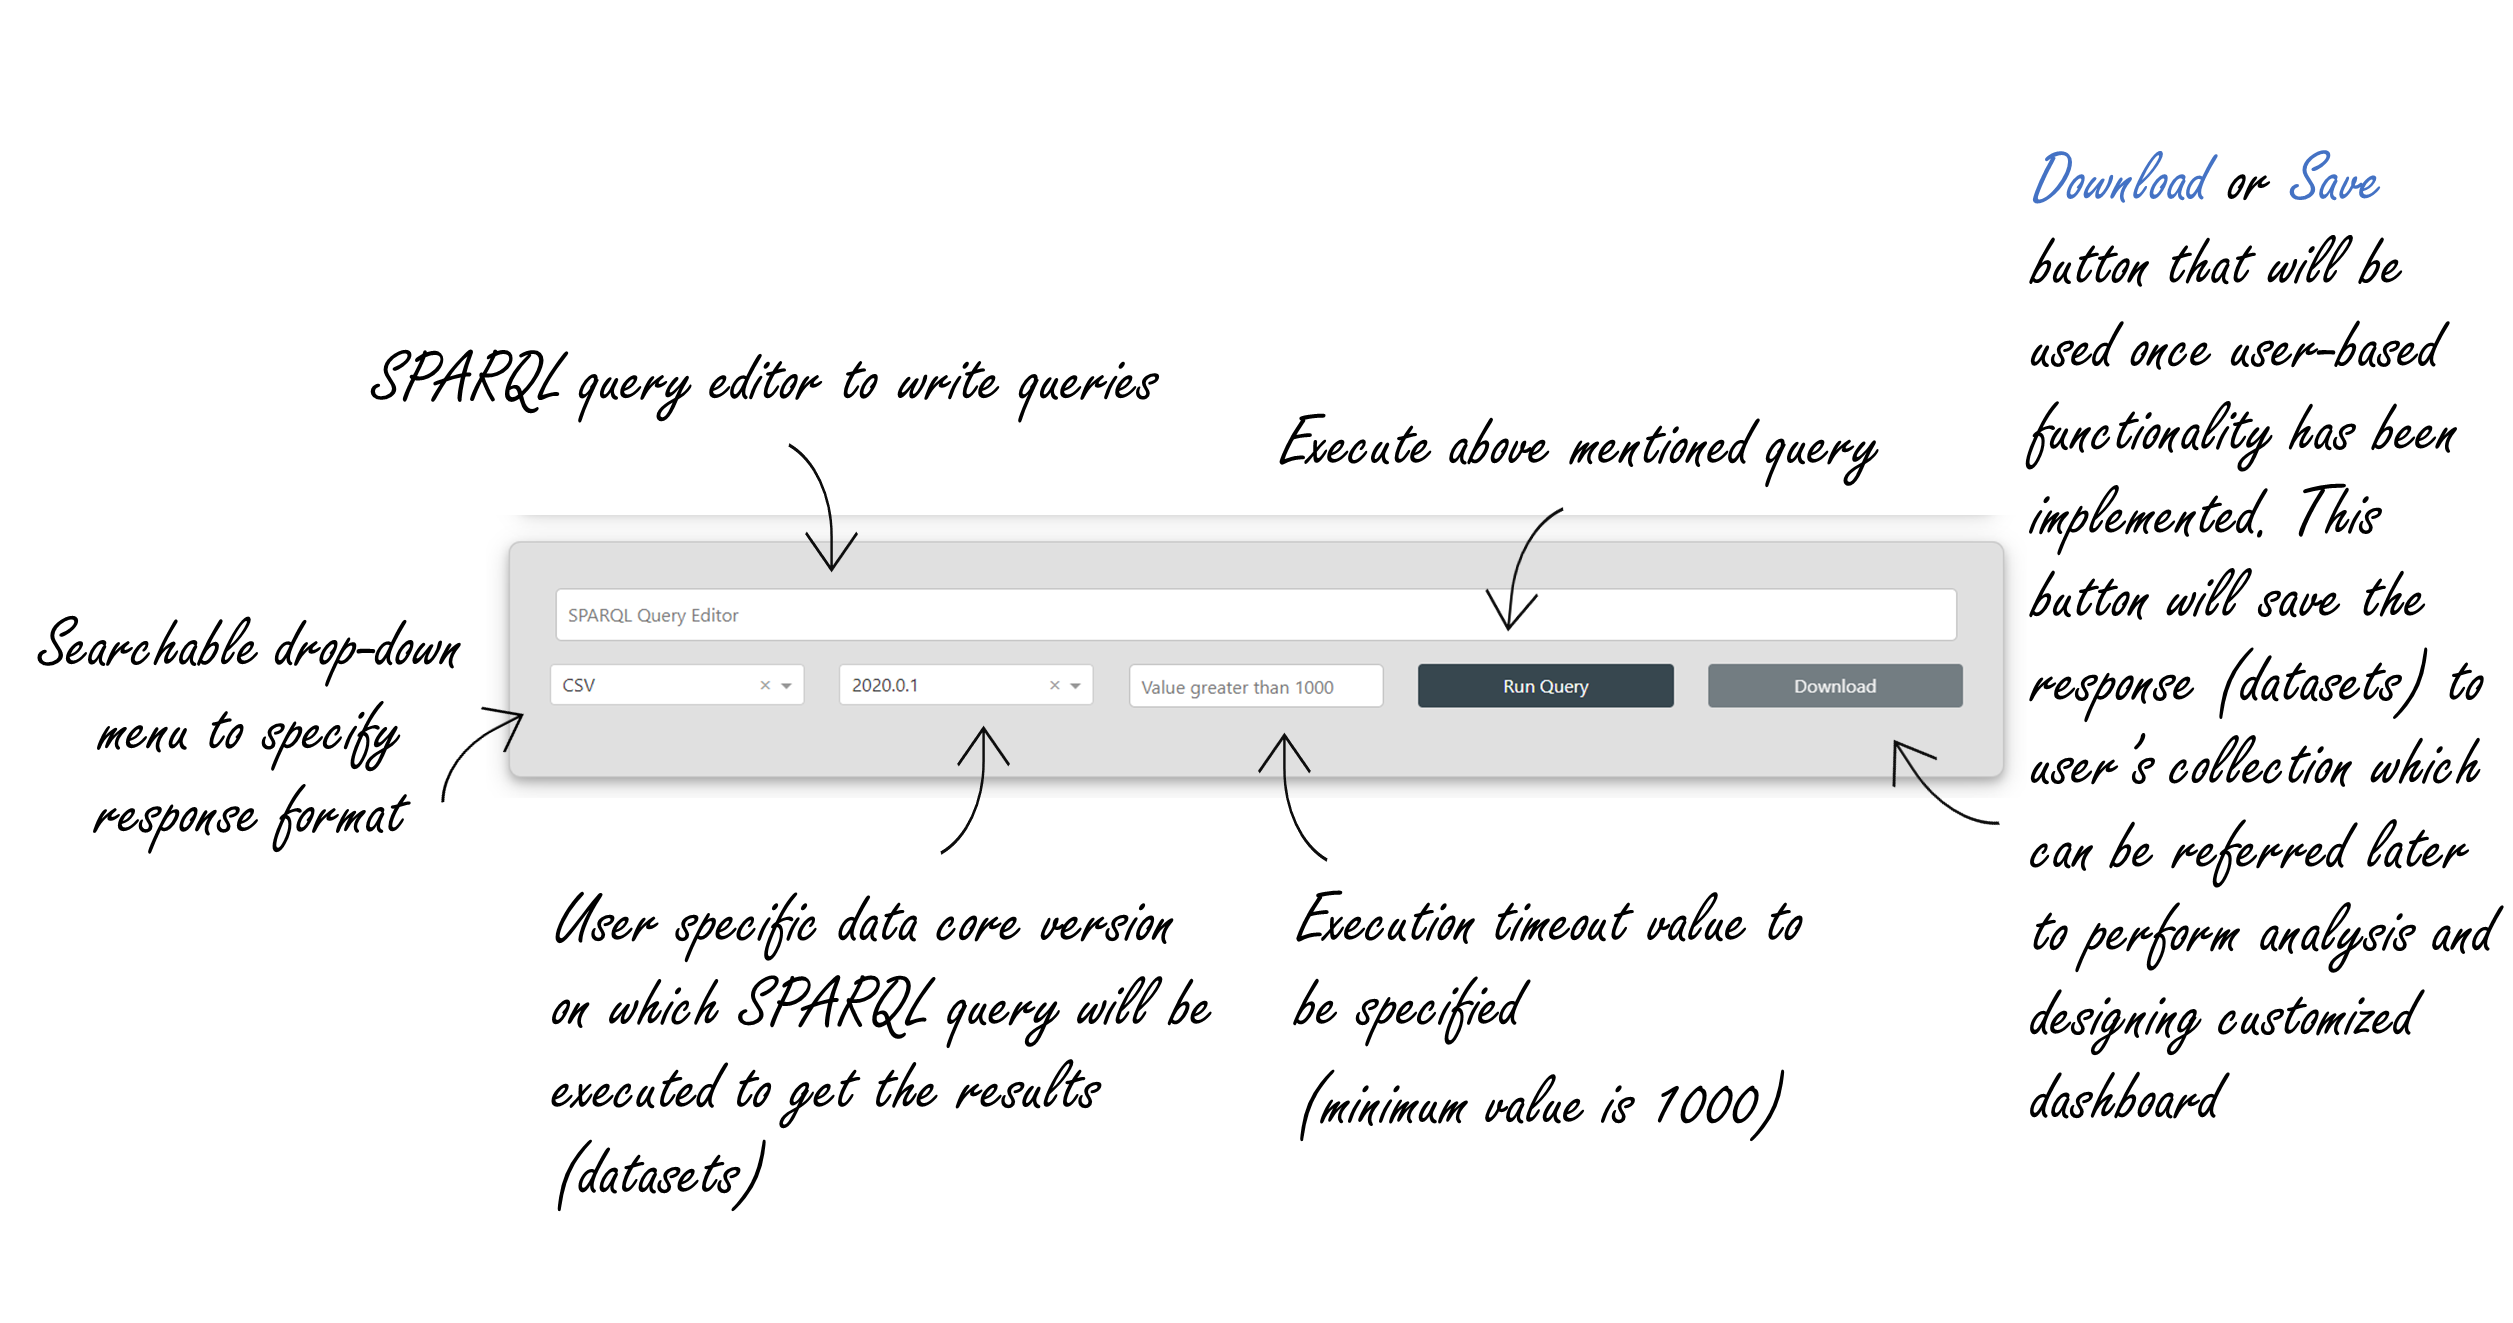 Download or Save
button that will be
used once user-based
functionality has been
implemented. This
button will save the
response (datasets) to
user's collection which
can be referred later
to perform analysis and
designing customized
dashboard
SPARQL query editor to write queries
Execute above mentioned query
SPARQL Query Editor
Searchable drop-down
menu to specify
response format
CSV × 2020.0.1 × Value greater than 1000 Run Query Download
User specific data core version
on which SPARQL query will be
executed to get the results
(datasets)
Execution timeout value to
be specified
(minimum value is 1000)